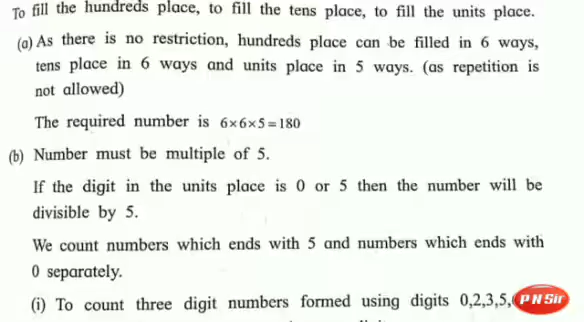 To fill the hundreds place, to fill the tens place, to fill the units place.
(a) As there is no restriction, hundreds place can be filled in 6 ways,
tens place in 6 ways and units place in 5 ways. (as repetition is
not allowed)
The required number is 6×6×5=180
(b) Number must be multiple of 5.
If the digit in the units place is 0 or 5 then the number will be
divisible by 5.
We count numbers which ends with 5 and numbers which ends with
0 separately.
(i) To count three digit numbers formed using digits 0,2,3,5,
P N Sir